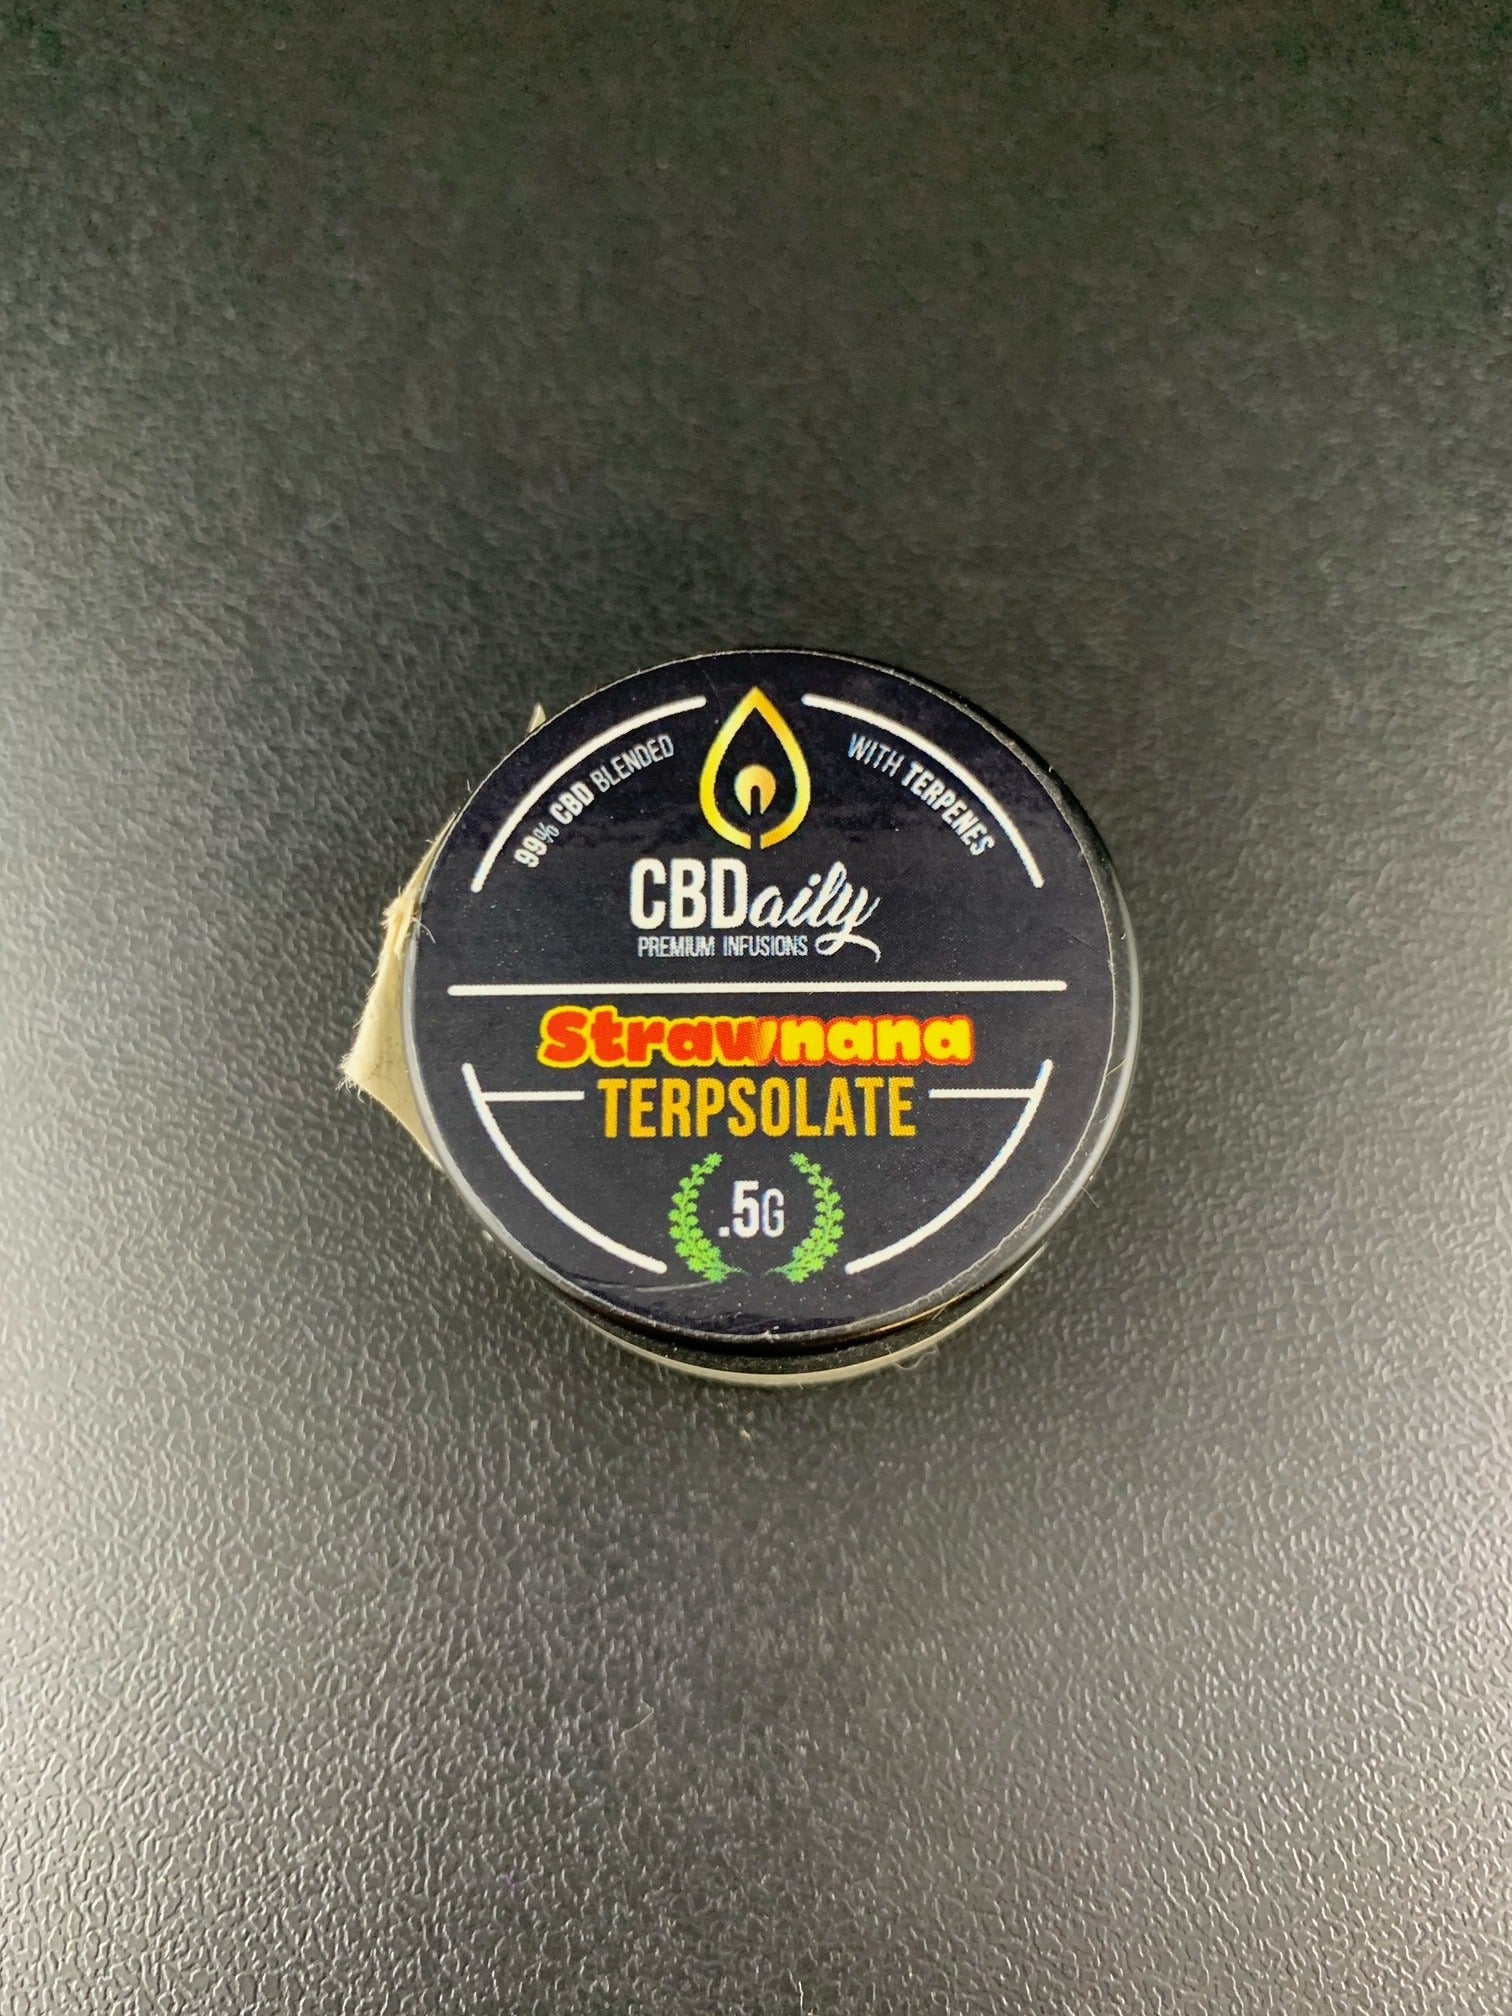 99% CBD BLENDED
WITH TERPENES
CBDaily
PREMIUM INFUSIONS
Strawnana
TERPSOLATE
.5G